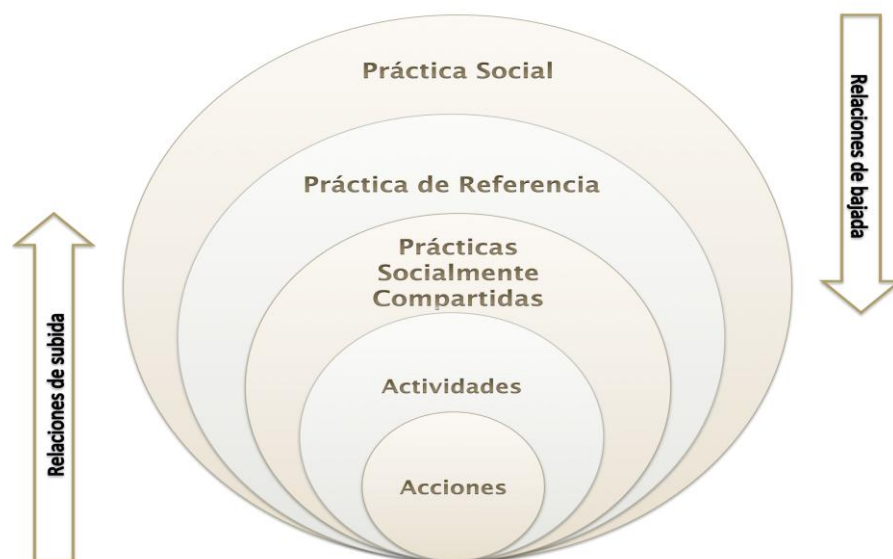 Práctica Social
Práctica de Referencia
Prácticas
Socialmente
Compartidas
Actividades
Acciones
Relaciones de subida
Relaciones de bajada